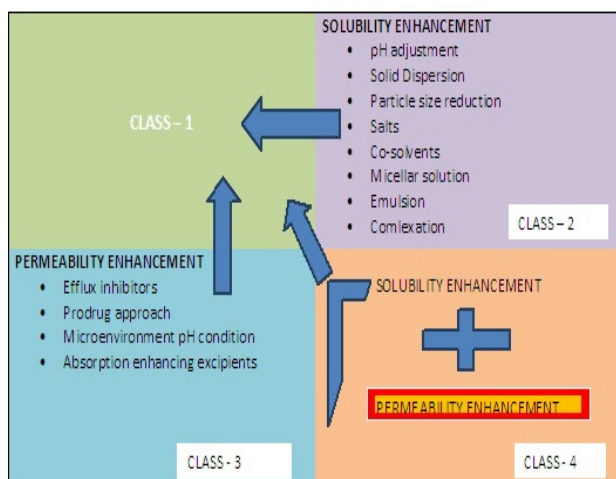 SOLUBILITY ENHANCEMENT
• pH adjustment
• Solid Dispersion
• Particle size reduction
• Salts
• Co-solvents
• Micellar solution
• Emulsion
• Comlexation
CLASS – 2
CLASS – 1
PERMEABILITY ENHANCEMENT
• Efflux inhibitors
• Prodrug approach
• Microenvironment pH condition
• Absorption enhancing excipients
CLASS - 3
SOLUBILITY ENHANCEMENT
PERMEABILITY ENHANCEMENT
CLASS- 4